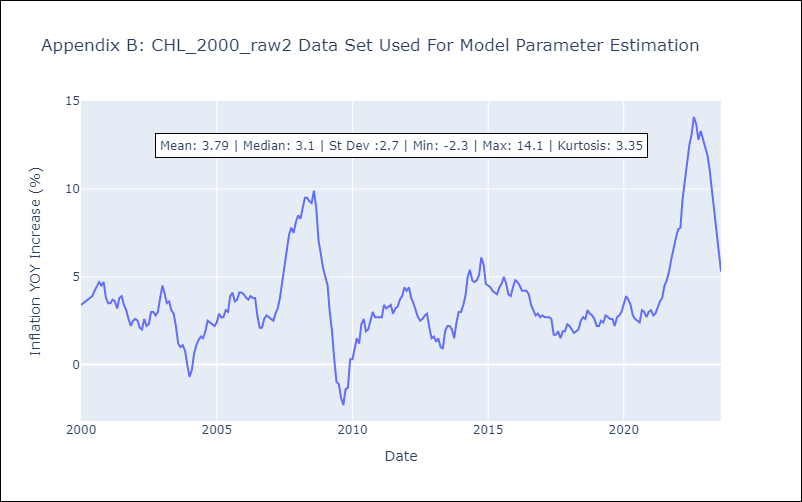 Appendix B: CHL_2000_raw2 Data Set Used For Model Parameter Estimation
15
Mean: 3.79 | Median: 3.1 | St Dev :2.7 | Min: -2.3 | Max: 14.1 | Kurtosis: 3.35
10
5
0
Inflation YOY Increase (%)
2000
2005
2010
2015
2020
Date